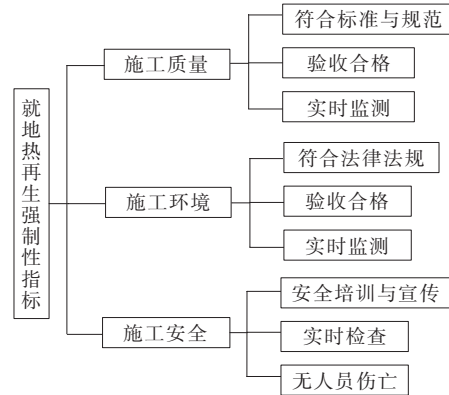 就地热再生强制性指标
施工质量
符合标准与规范
验收合格
实时监测
施工环境
符合法律法规
验收合格
实时监测
施工安全
安全培训与宣传
实时检查
无人员伤亡